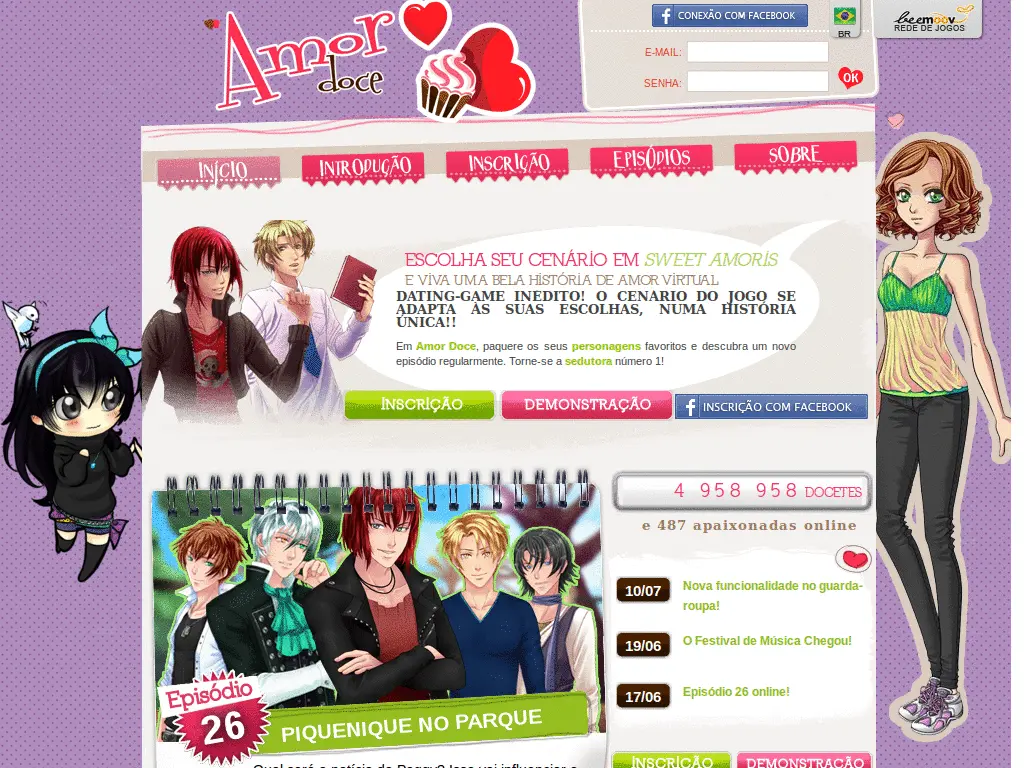 Amor
doce
CONEXÃO COM FACEBOOK
BR
beemoov
REDE DE JOGOS
E-MAIL:
SENHA:
OK
INÍCIO
INTRODUÇÃO
INSCRIÇÃO
EPISÓDIOS
SOBRE
ESCOLHA SEU CENÁRIO EM SWEET AMORIS
E VIVA UMA BELA HISTÓRIA DE AMOR VIRTUAL
DATING-GAME INEDITO! O CENARIO DO JOGO SE
ADAPTA ÀS SUAS ESCOLHAS, NUMA HISTÓRIA
ÚNICA!!
Em Amor Doce, paquere os seus personagens favoritos e descubra um novo
episódio regularmente. Torne-se a sedutora número 1!
INSCRIÇÃO
DEMONSTRAÇÃO
INSCRIÇÃO COM FACEBOOK
4 958 958 DOCETES
e 487 apaixonadas online
10/07
Nova funcionalidade no guarda-
roupa!
19/06
O Festival de Música Chegou!
17/06
Episódio 26 online!
Episódio
26
PIQUENIQUE NO PARQUE
INSCRIÇÃO
DEMONSTRAÇÃO